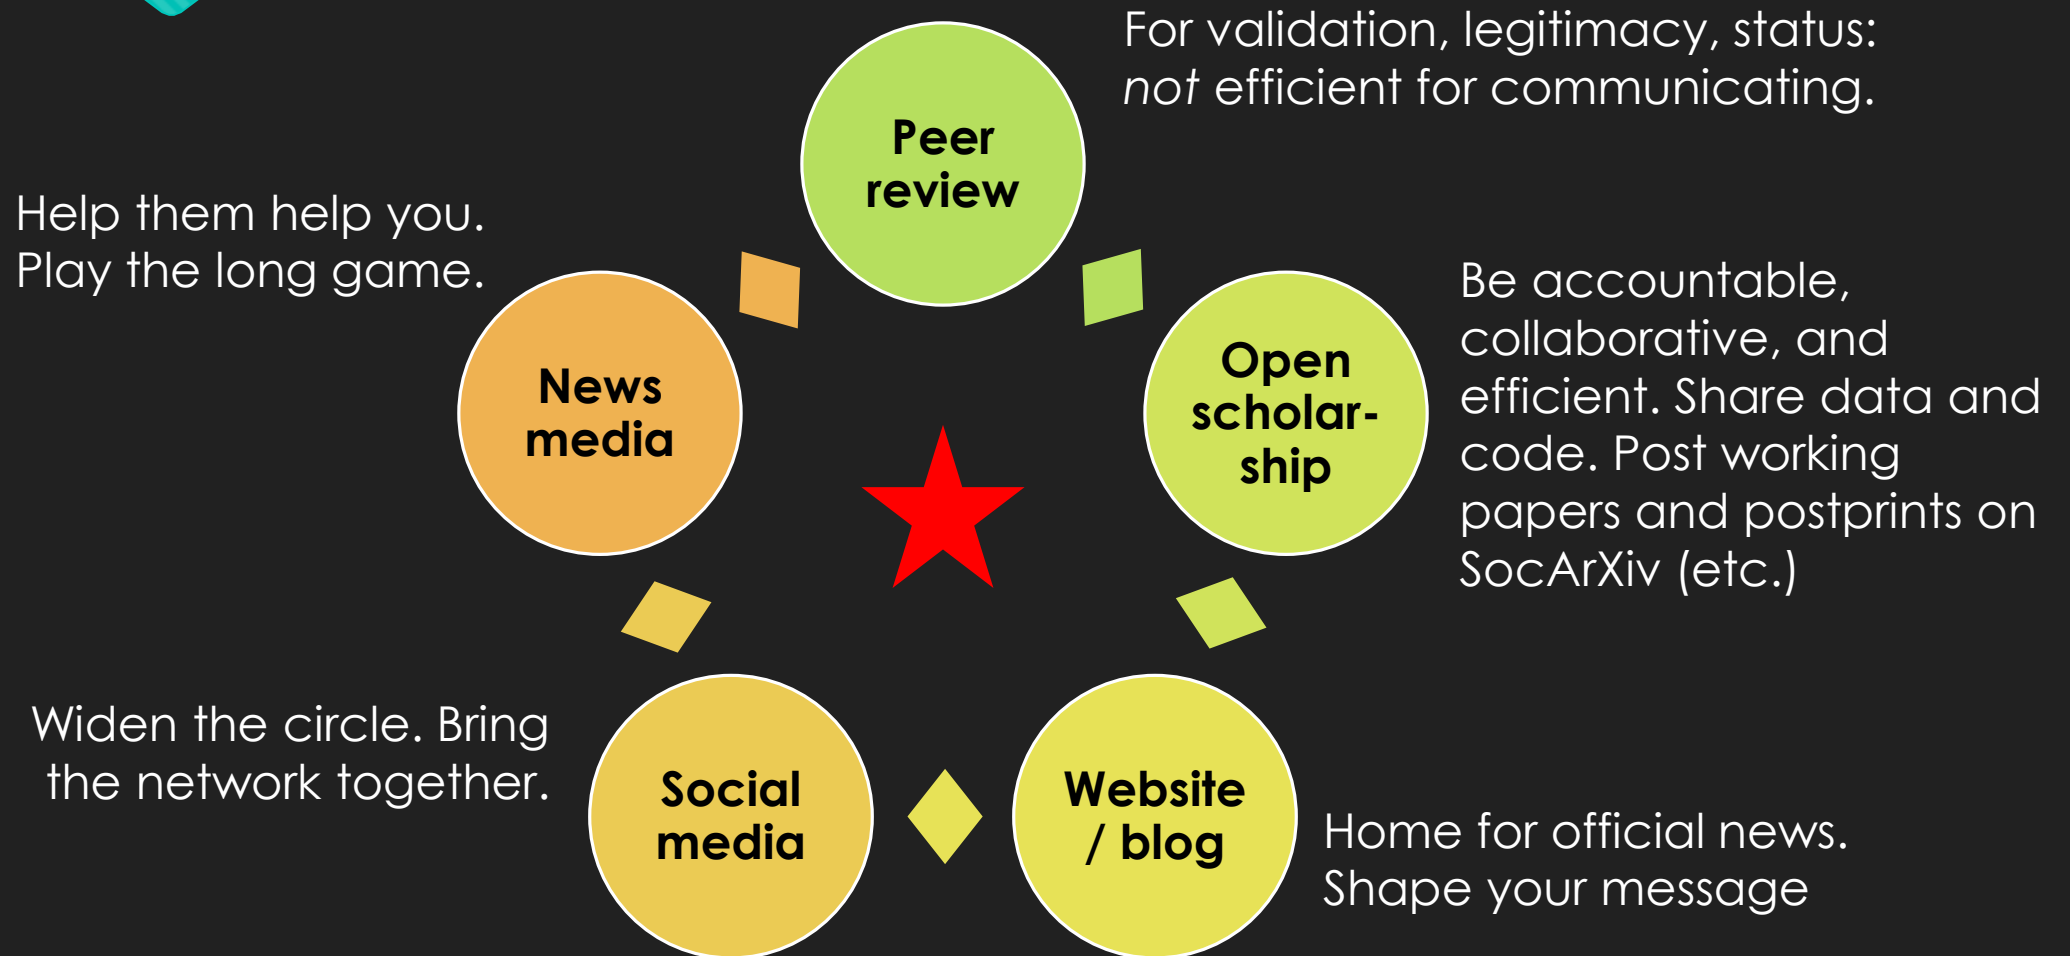 For validation, legitimacy, status:
not efficient for communicating.
Peer
review
Help them help you.
Play the long game.
News
media
Open
scholar-
ship
Be accountable,
collaborative, and
efficient. Share data and
code. Post working
papers and postprints on
SocArXiv (etc.)
Widen the circle. Bring
the network together.
Social
media
Website
/ blog
Home for official news.
Shape your message